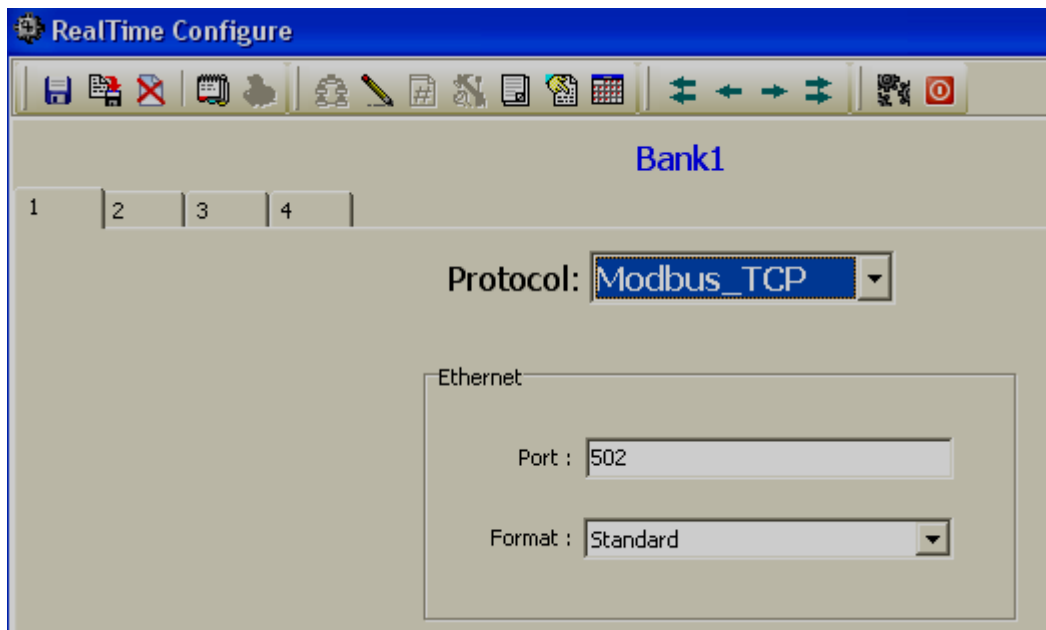 RealTime Configure
Bank1
1 2 3 4
Protocol: Modbus_TCP
Ethernet
Port : 502
Format : Standard